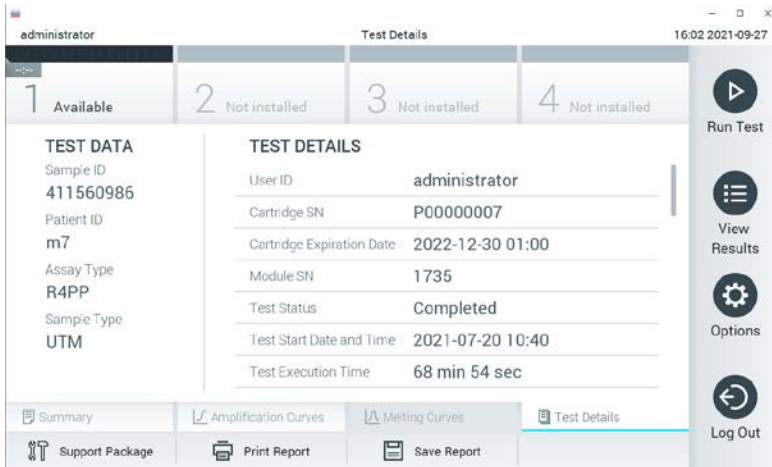 administrator Test Details 16:02 2021-09-27
--:--
1 Available 2 Not installed 3 Not installed 4 Not installed
Run Test
TEST DATA
Sample ID
411560986
Patient ID
m7
Assay Type
R4PP
Sample Type
UTM
TEST DETAILS
User ID administrator
Cartridge SN P00000007
Cartridge Expiration Date 2022-12-30 01:00
Module SN 1735
Test Status Completed
Test Start Date and Time 2021-07-20 10:40
Test Execution Time 68 min 54 sec
View
Results
Options
Log Out
Summary Amplification Curves Melting Curves Test Details
Support Package Print Report Save Report